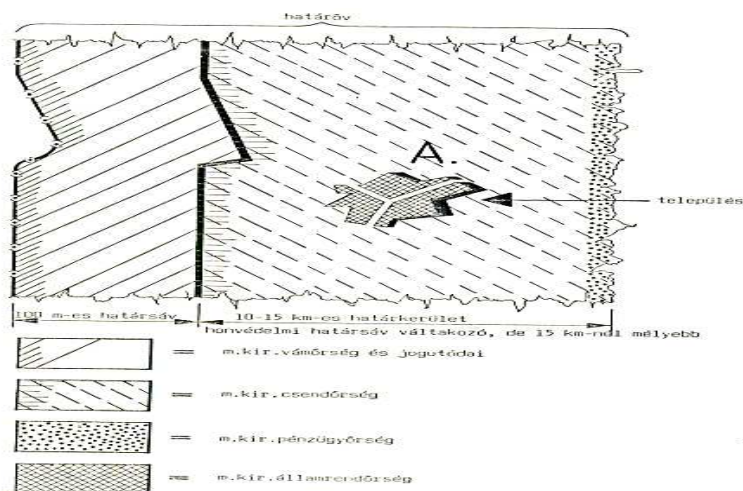 határöv
A.
település
100 m-es határsáv
10-15 km-es határkerület
honvédelmi határsáv váltakozó, de 15 km-nél mélyebb
= m.kir.vámőrség és jogutódai
= m.kir.csendőrség
= m.kir.pénzügyőrség
= m.kir.államrendőrség